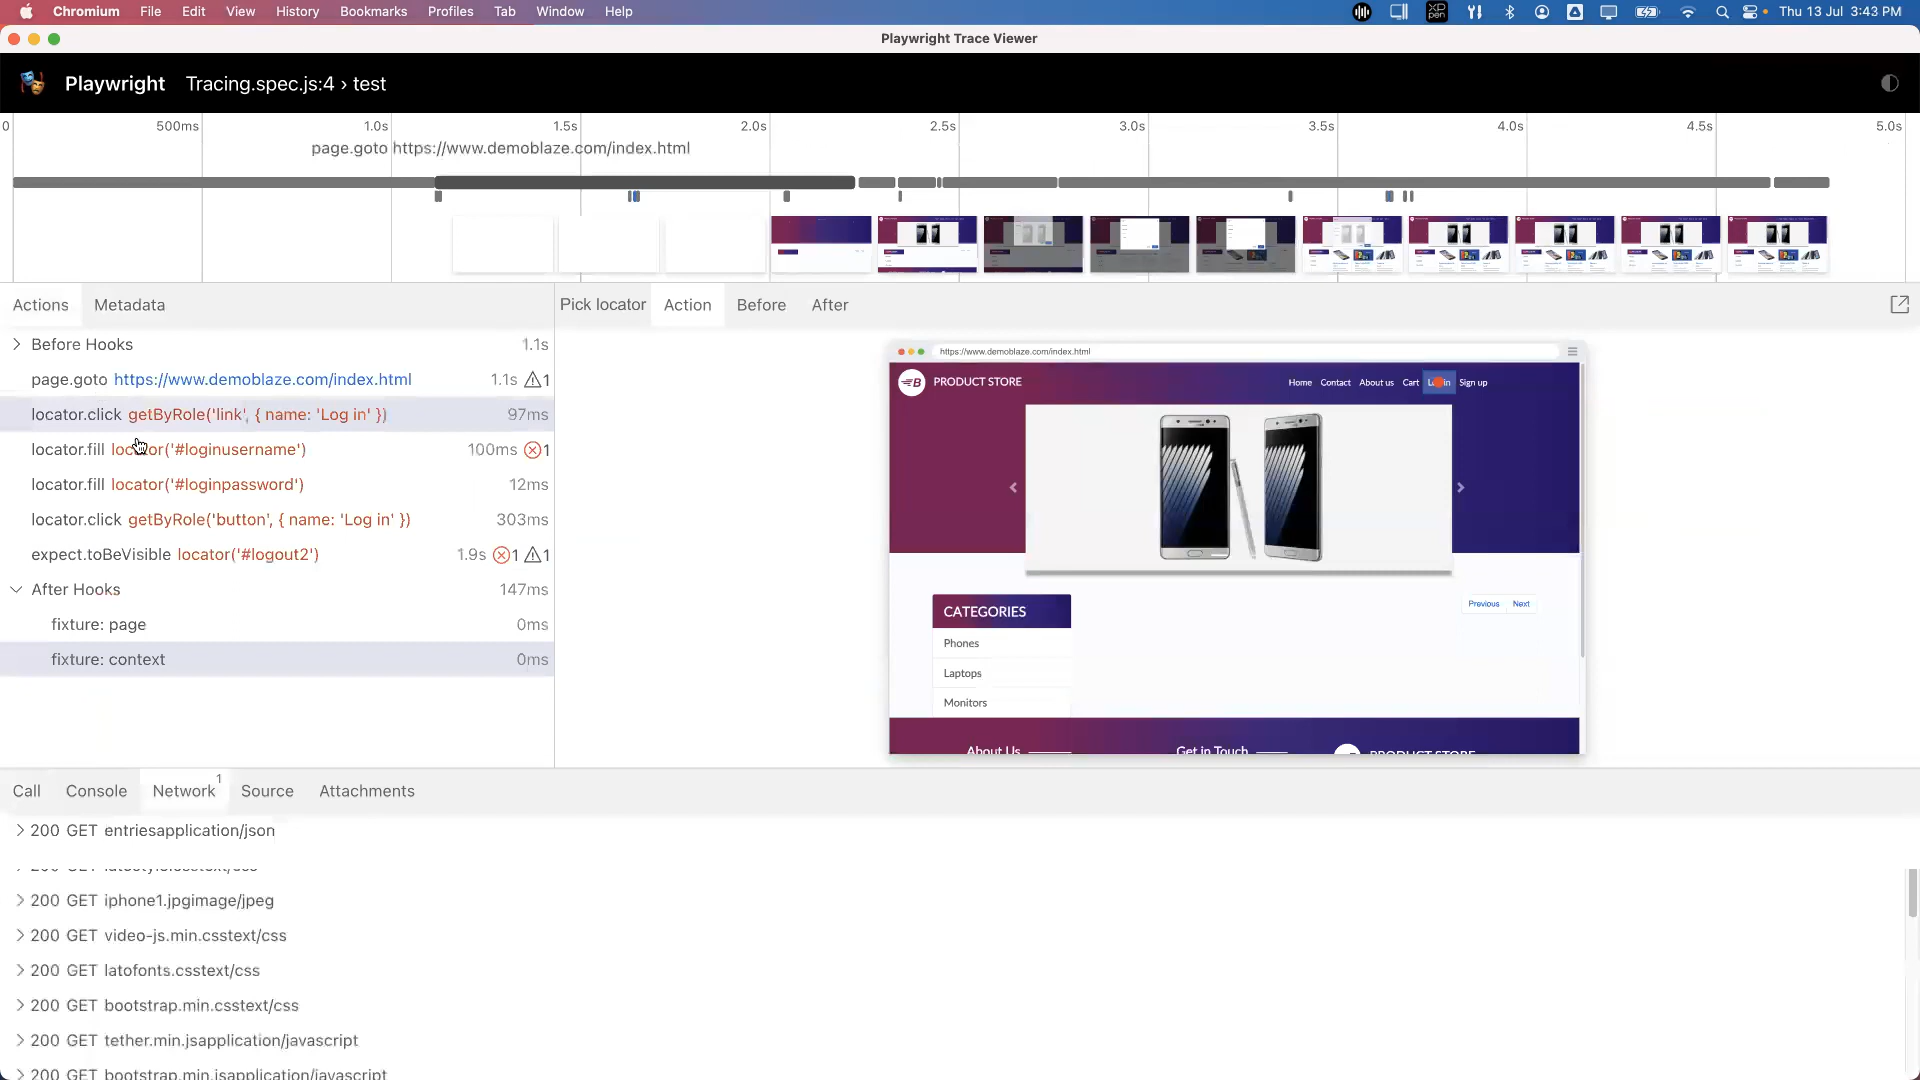 Chromium File Edit View History Bookmarks Profiles Tab Window Help Thu 13 Jul 3:43 PM
Playwright Trace Viewer
Playwright Tracing.spec.js:4 › test
0 500ms 1.0s 1.5s 2.0s 2.5s 3.0s 3.5s 4.0s 4.5s 5.0s
page.goto https://www.demoblaze.com/index.html
Actions Metadata
Pick locator Action Before After
Before Hooks 1.1s
page.goto https://www.demoblaze.com/index.html 1.1s 1
locator.click getByRole('link', { name: 'Log in' }) 97ms
locator.fill locator('#loginusername') 100ms 1
locator.fill locator('#loginpassword') 12ms
locator.click getByRole('button', { name: 'Log in' }) 303ms
expect.toBeVisible locator('#logout2') 1.9s 1 1
After Hooks 147ms
fixture: page 0ms
fixture: context 0ms
https://www.demoblaze.com/index.html
PRODUCT STORE Home Contact About us Cart Sign up
Previous Next
CATEGORIES
Phones
Laptops
Monitors
About Us Get in Touch PRODUCT STORE
Call Console Network 1 Source Attachments
200 GET entriesapplication/json
200 GET iphone1.jpgimage/jpeg
200 GET video-js.min.csstext/css
200 GET latofonts.csstext/css
200 GET bootstrap.min.csstext/css
200 GET tether.min.jsapplication/javascript
200 GET bootstrap.min.jsapplication/javascript